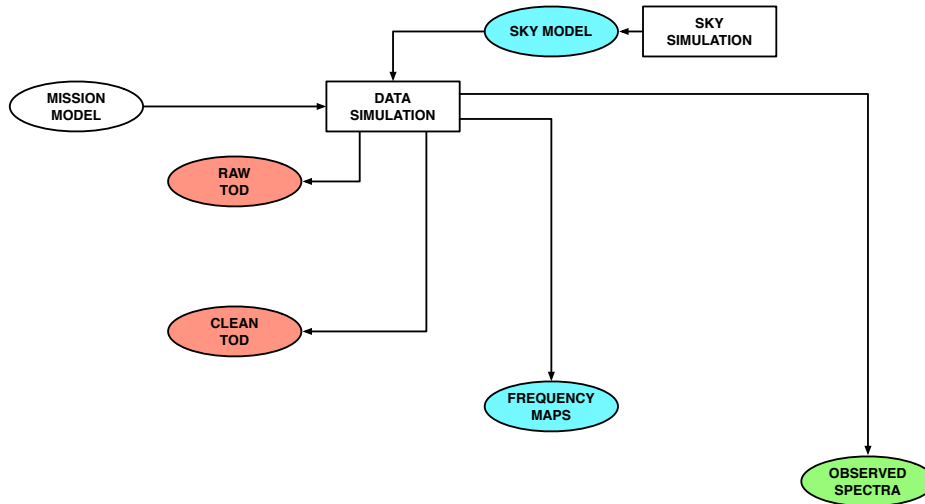 SKY MODEL
SKY
SIMULATION
MISSION
MODEL
DATA
SIMULATION
RAW
TOD
CLEAN
TOD
FREQUENCY
MAPS
OBSERVED
SPECTRA